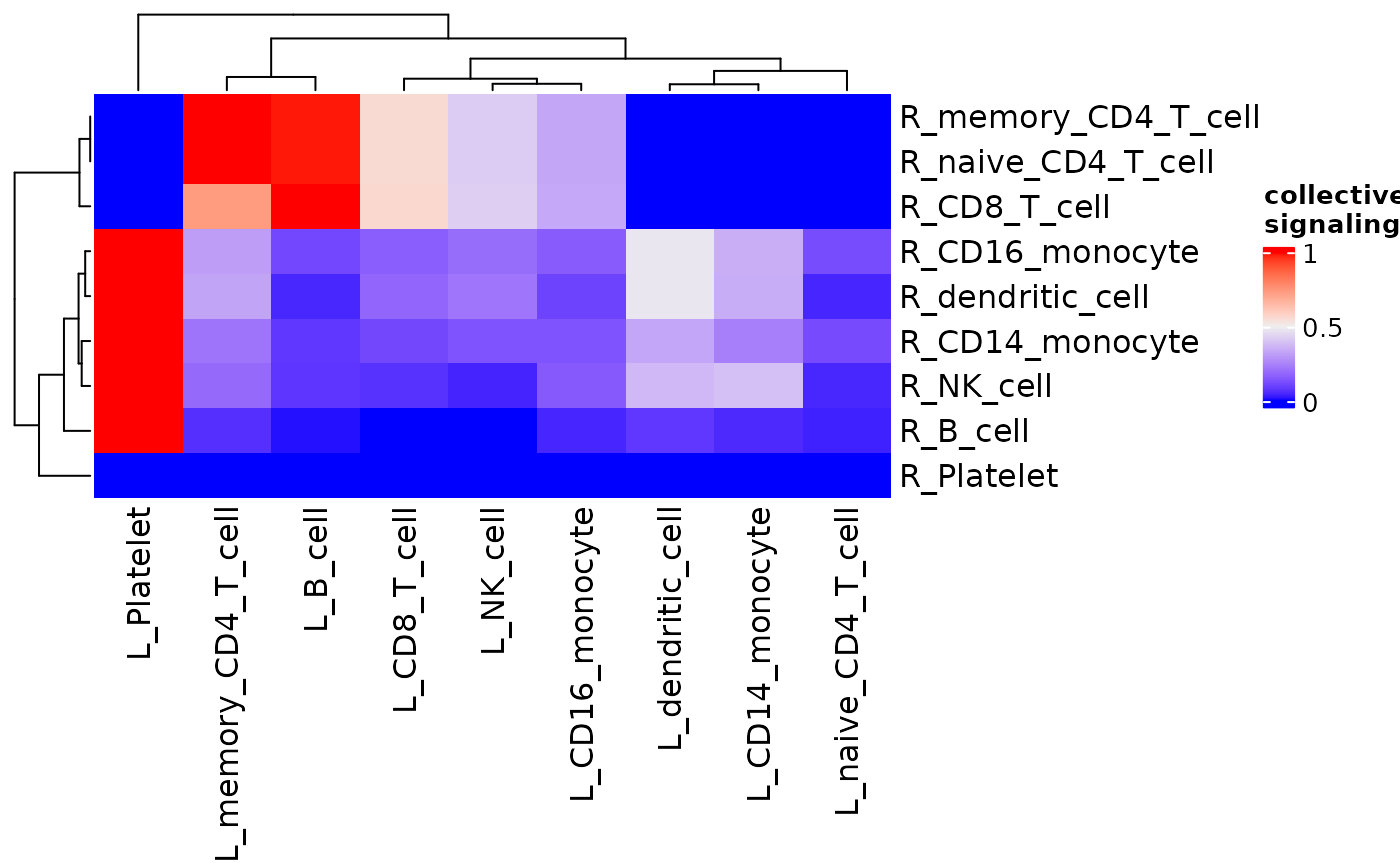 R_memory_CD4_T_cell
R_naive_CD4_T_cell
R_CD8_T_cell
R_CD16_monocyte
R_dendritic_cell
R_CD14_monocyte
R_NK_cell
R_B_cell
R_Platelet
collective
signaling
1
0.5
0
L_Platelet
L_memory_CD4_T_cell
L_B_cell
L_CD8_T_cell
L_NK_cell
L_CD16_monocyte
L_dendritic_cell
L_CD14_monocyte
L_naive_CD4_T_cell